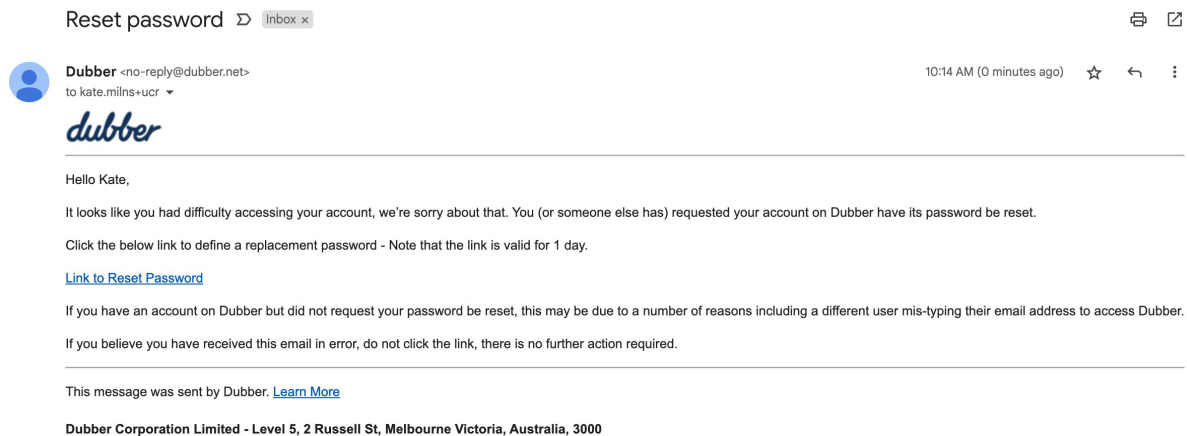 Reset password
Inbox ×
Dubber <no-reply@dubber.net>
10:14 AM (0 minutes ago)
to kate.milns+ucr
dubber
Hello Kate,
It looks like you had difficulty accessing your account, we're sorry about that. You (or someone else has) requested your account on Dubber have its password be reset.
Click the below link to define a replacement password - Note that the link is valid for 1 day.
Link to Reset Password
If you have an account on Dubber but did not request your password be reset, this may be due to a number of reasons including a different user mis-typing their email address to access Dubber.
If you believe you have received this email in error, do not click the link, there is no further action required.
This message was sent by Dubber. Learn More
Dubber Corporation Limited - Level 5, 2 Russell St, Melbourne Victoria, Australia, 3000